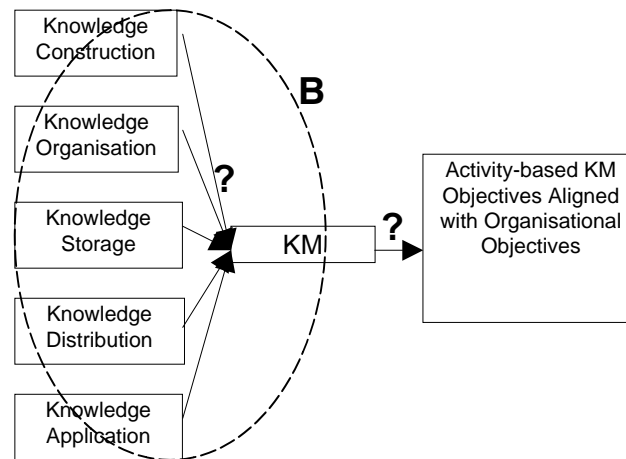 Knowledge
Construction
B
Knowledge
Organisation
?
Activity-based KM
Objectives Aligned
with Organisational
Objectives
Knowledge
Storage
KM
?
Knowledge
Distribution
Knowledge
Application